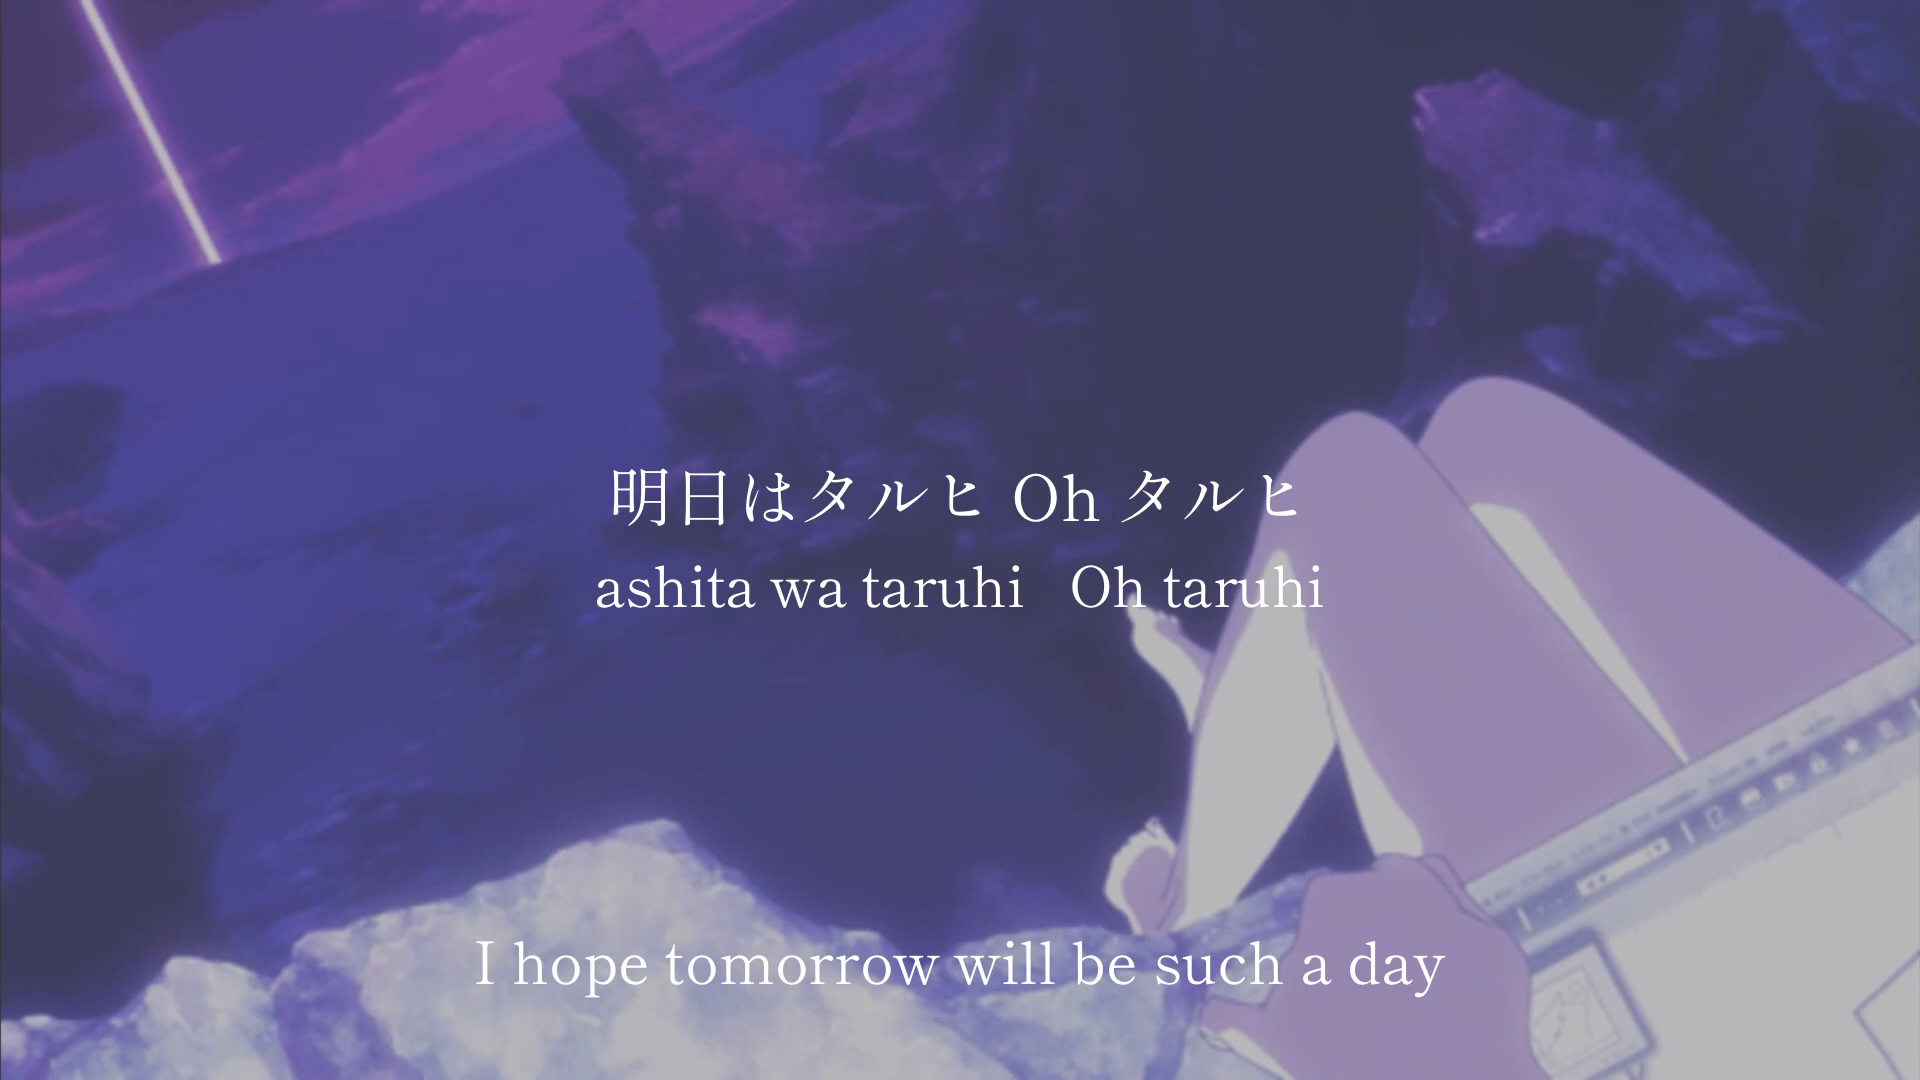 明日はタルヒ Oh タルヒ
ashita wa taruhi Oh taruhi
I hope tomorrow will be such a day